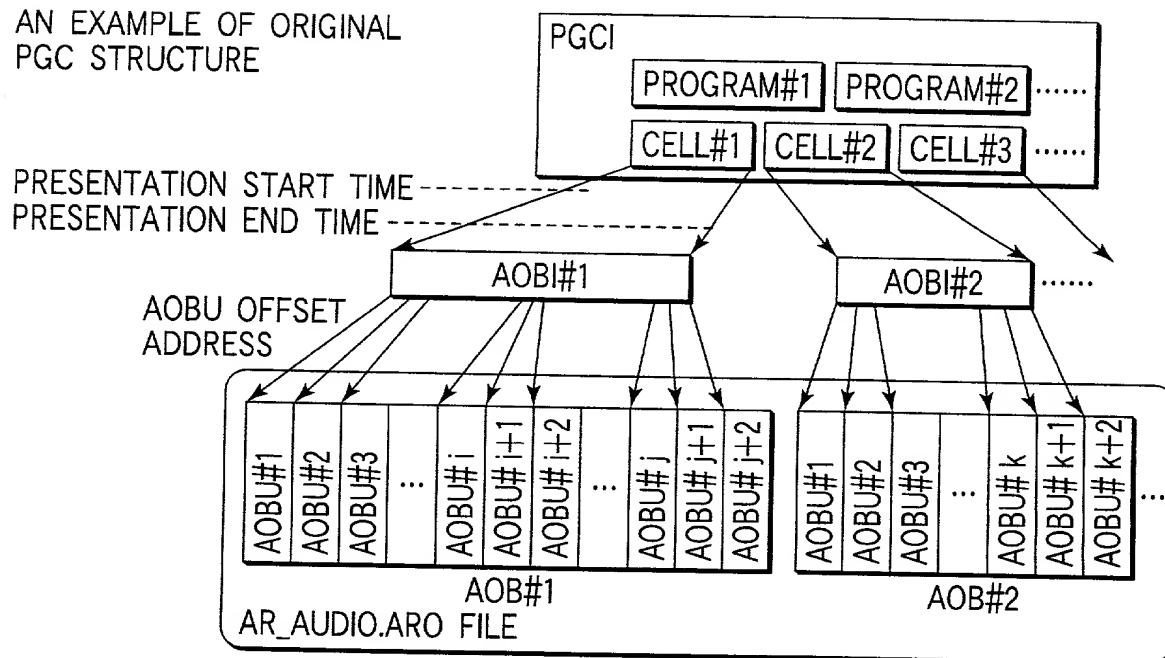 AN EXAMPLE OF ORIGINAL
PGC STRUCTURE
PGCI
PROGRAM#1 PROGRAM#2 ......
CELL#1 CELL#2 CELL#3 ......
PRESENTATION START TIME
PRESENTATION END TIME
AOBI#1 AOBI#2 ......
AOBU OFFSET
ADDRESS
AOBU#1 AOBU#2 AOBU#3 ... AOBU# i AOBU# i+1 AOBU# i+2 ... AOBU# j AOBU# j+1 AOBU# j+2 AOBU#1 AOBU#2 AOBU#3 ... AOBU# k AOBU# k+1 AOBU# k+2 ...
AOB#1 AOB#2
AR_AUDIO.ARO FILE